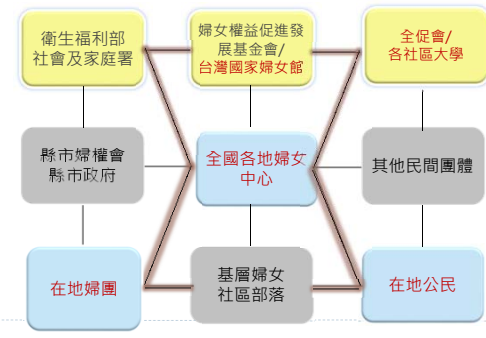 衛生福利部
社會及家庭署
婦女權益促進發
展基金會/
台灣國家婦女館
全促會/
各社區大學
縣市婦權會
縣市政府
全國各地婦女
中心
其他民間團體
在地婦團
基層婦女
社區部落
在地公民